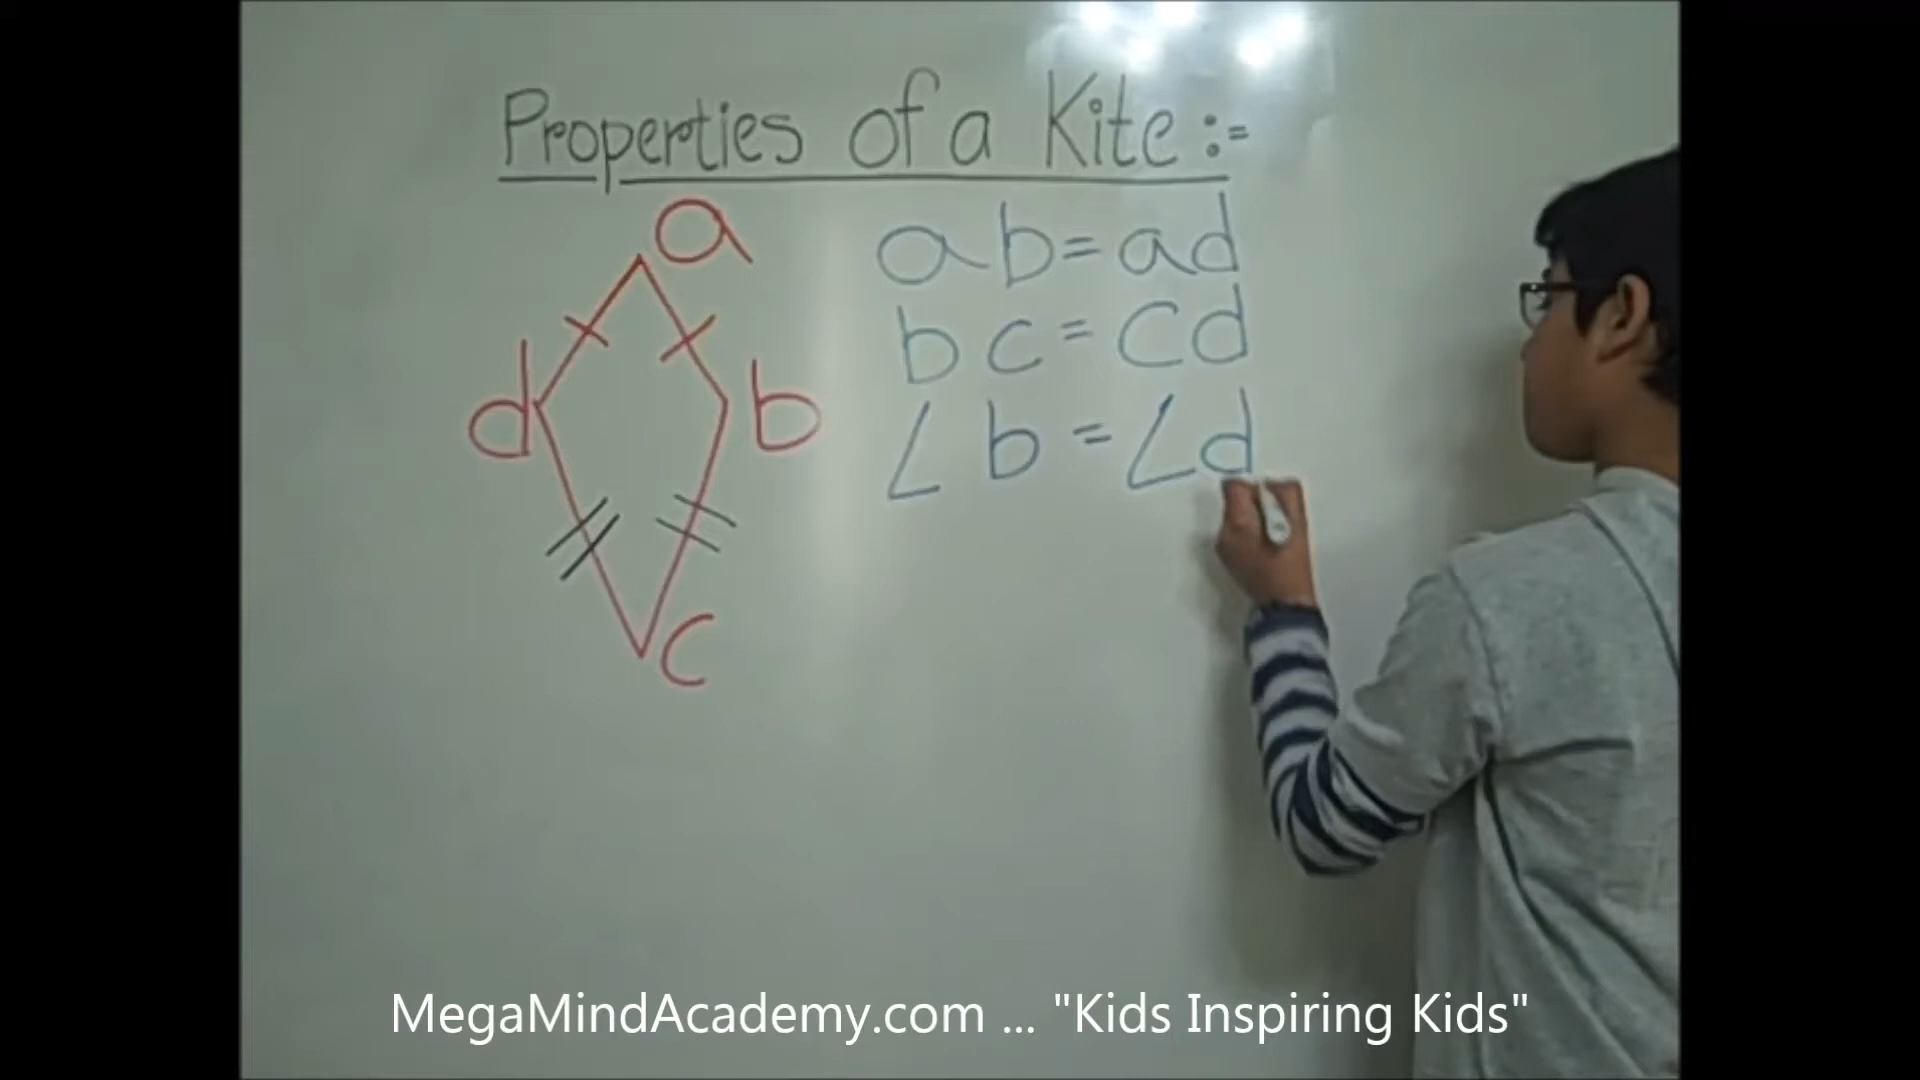 Properties of a Kite :=
a
ab=ad
bc=cd
d
b
∠b=∠d
c
MegaMindAcademy.com ... "Kids Inspiring Kids"